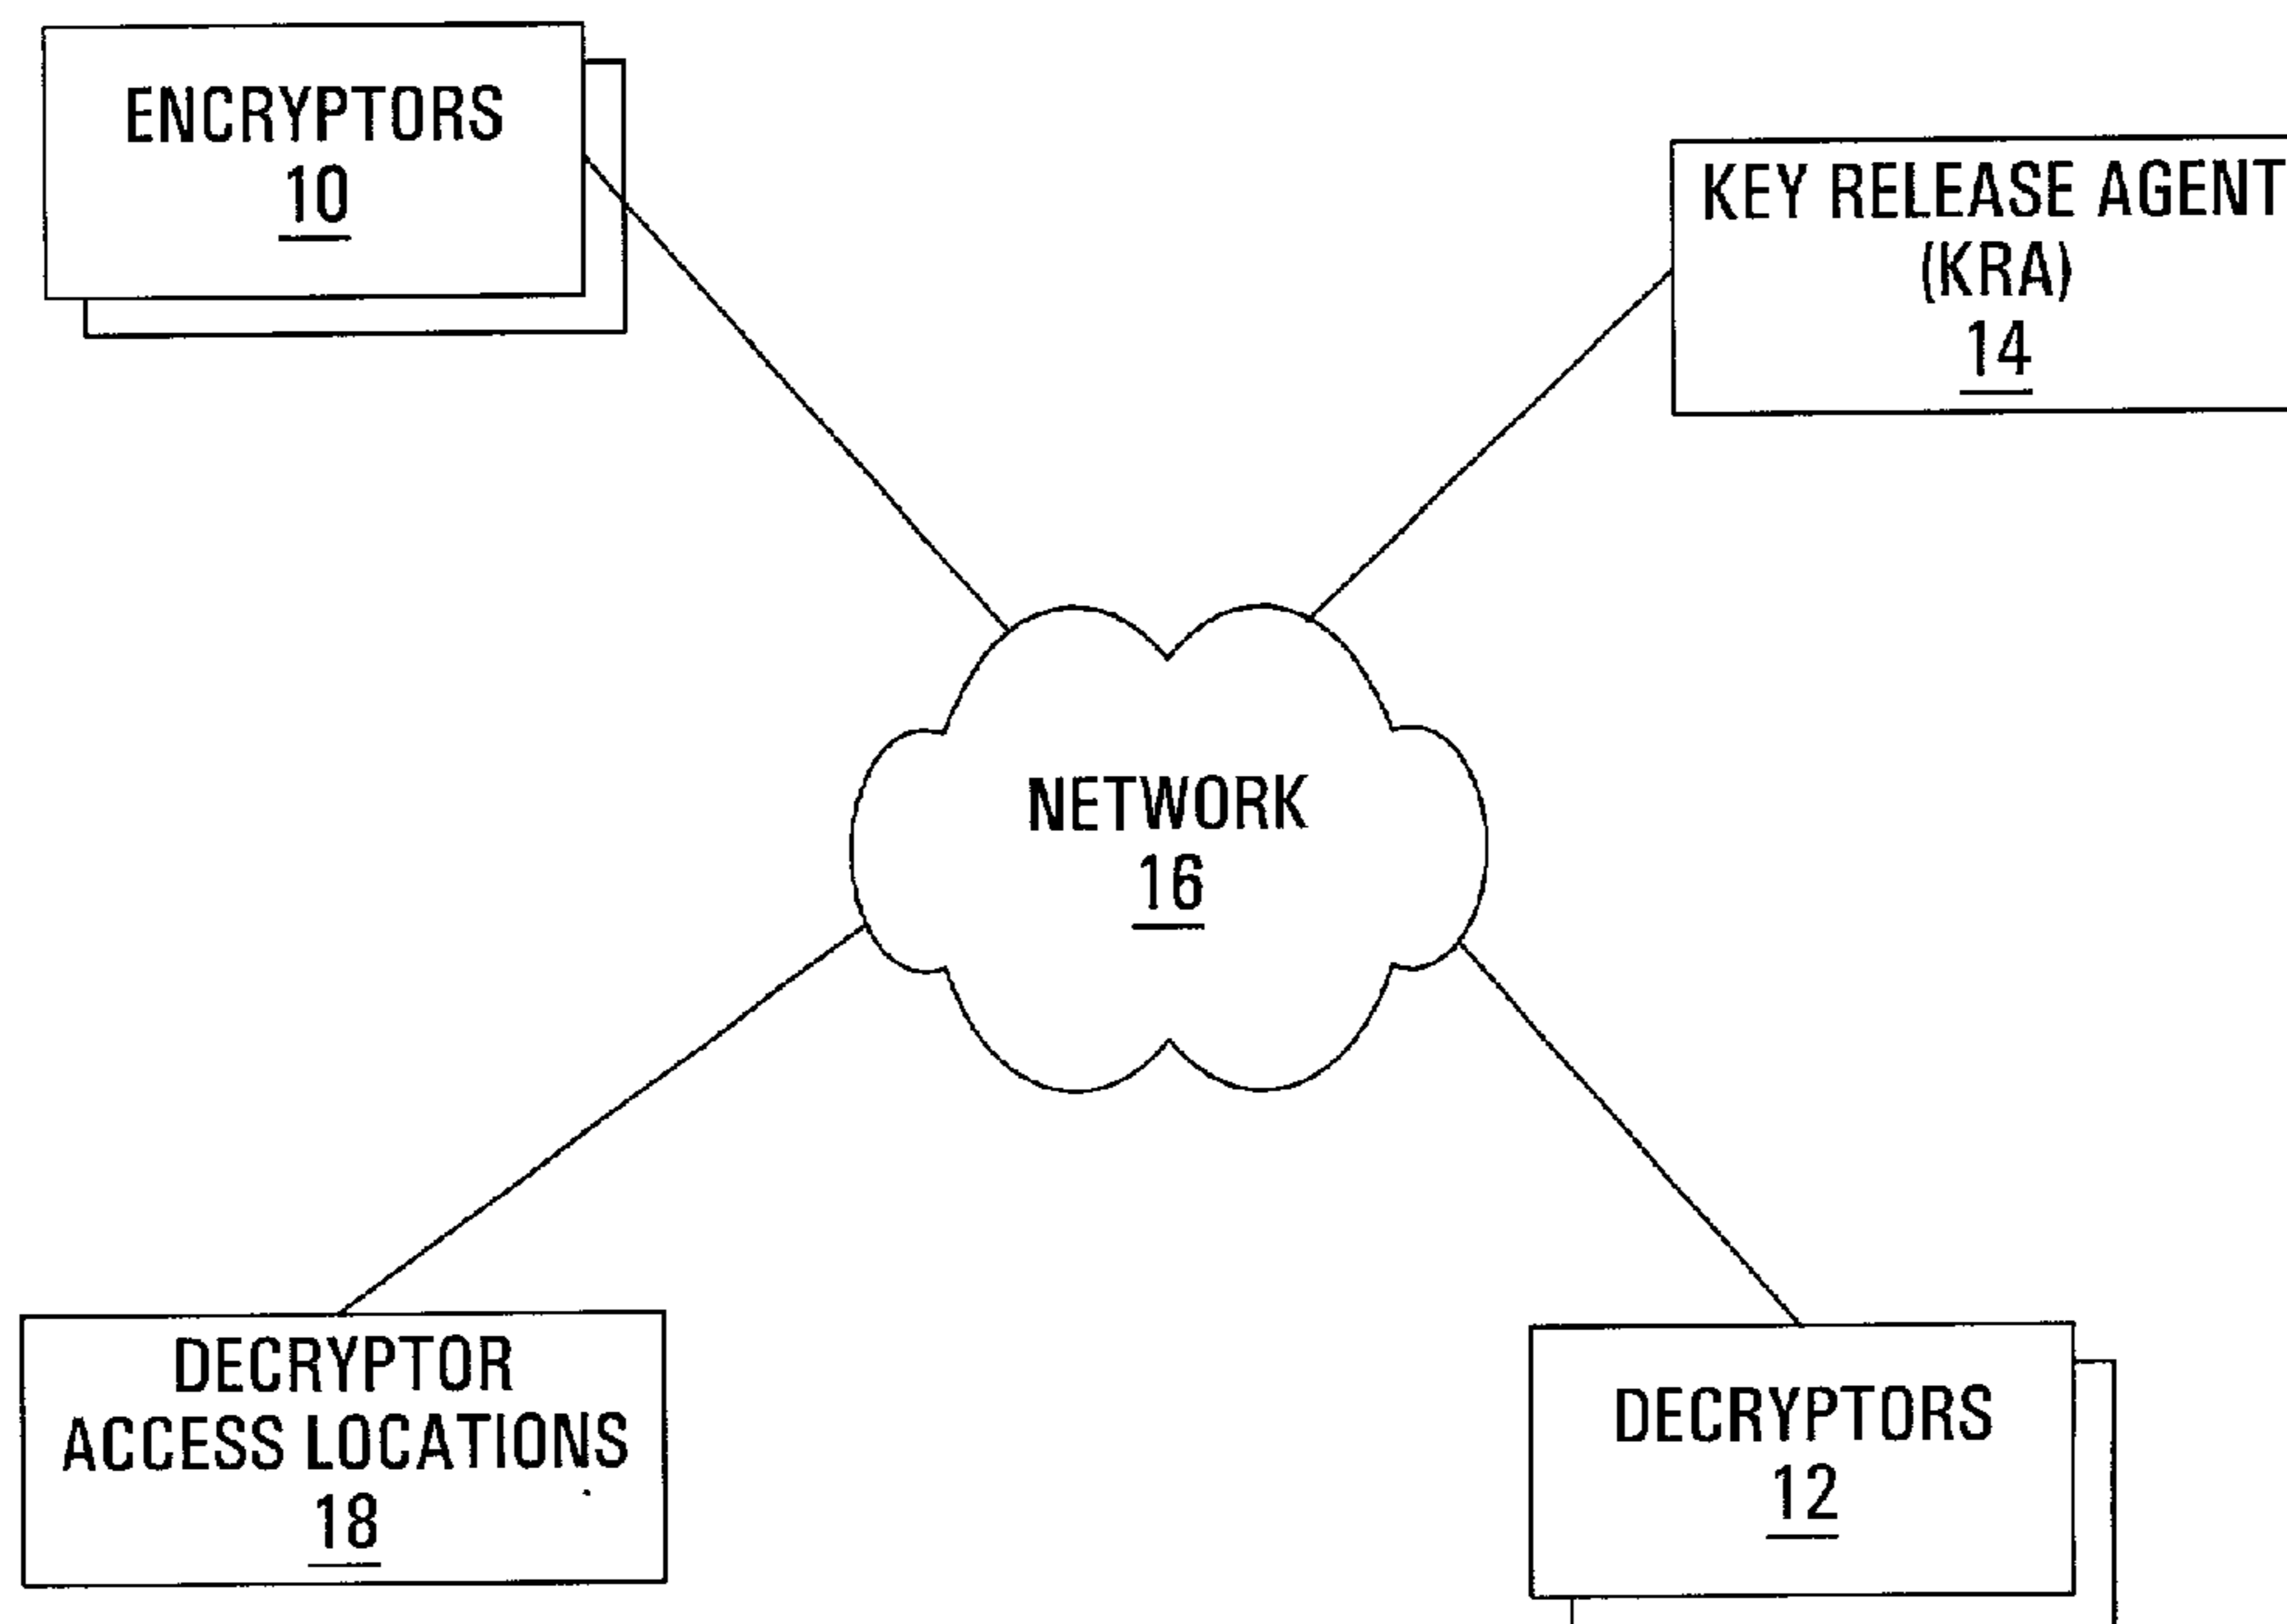 ENCRYPTORS
10
KEY RELEASE AGENT
(KRA)
14
NETWORK
16
DECRYPTOR
ACCESS LOCATIONS
18
DECRYPTORS
12